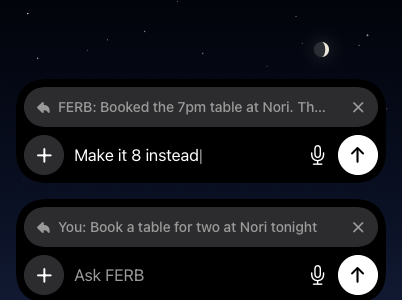 FERB: Booked the 7pm table at Nori. Th...
Make it 8 instead
You: Book a table for two at Nori tonight
Ask FERB